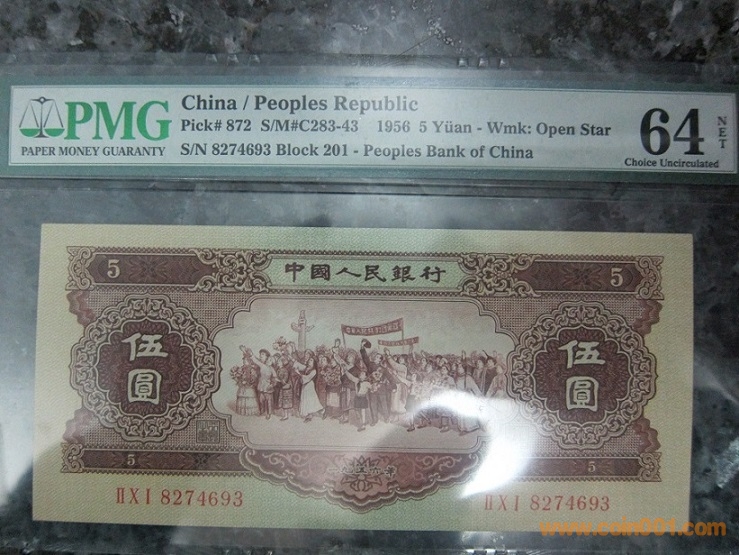 PMG
PAPER MONEY GUARANTY
China / Peoples Republic
Pick# 872 S/M#C283-43 1956 5 Yüan - Wmk: Open Star
S/N 8274693 Block 201 - Peoples Bank of China
64 NET
Choice Uncirculated
5 中國人民銀行 5
伍圓 伍圓
5 5
ⅡⅩⅠ 8274693 ⅡⅩⅠ 8274693
www.coin001.com